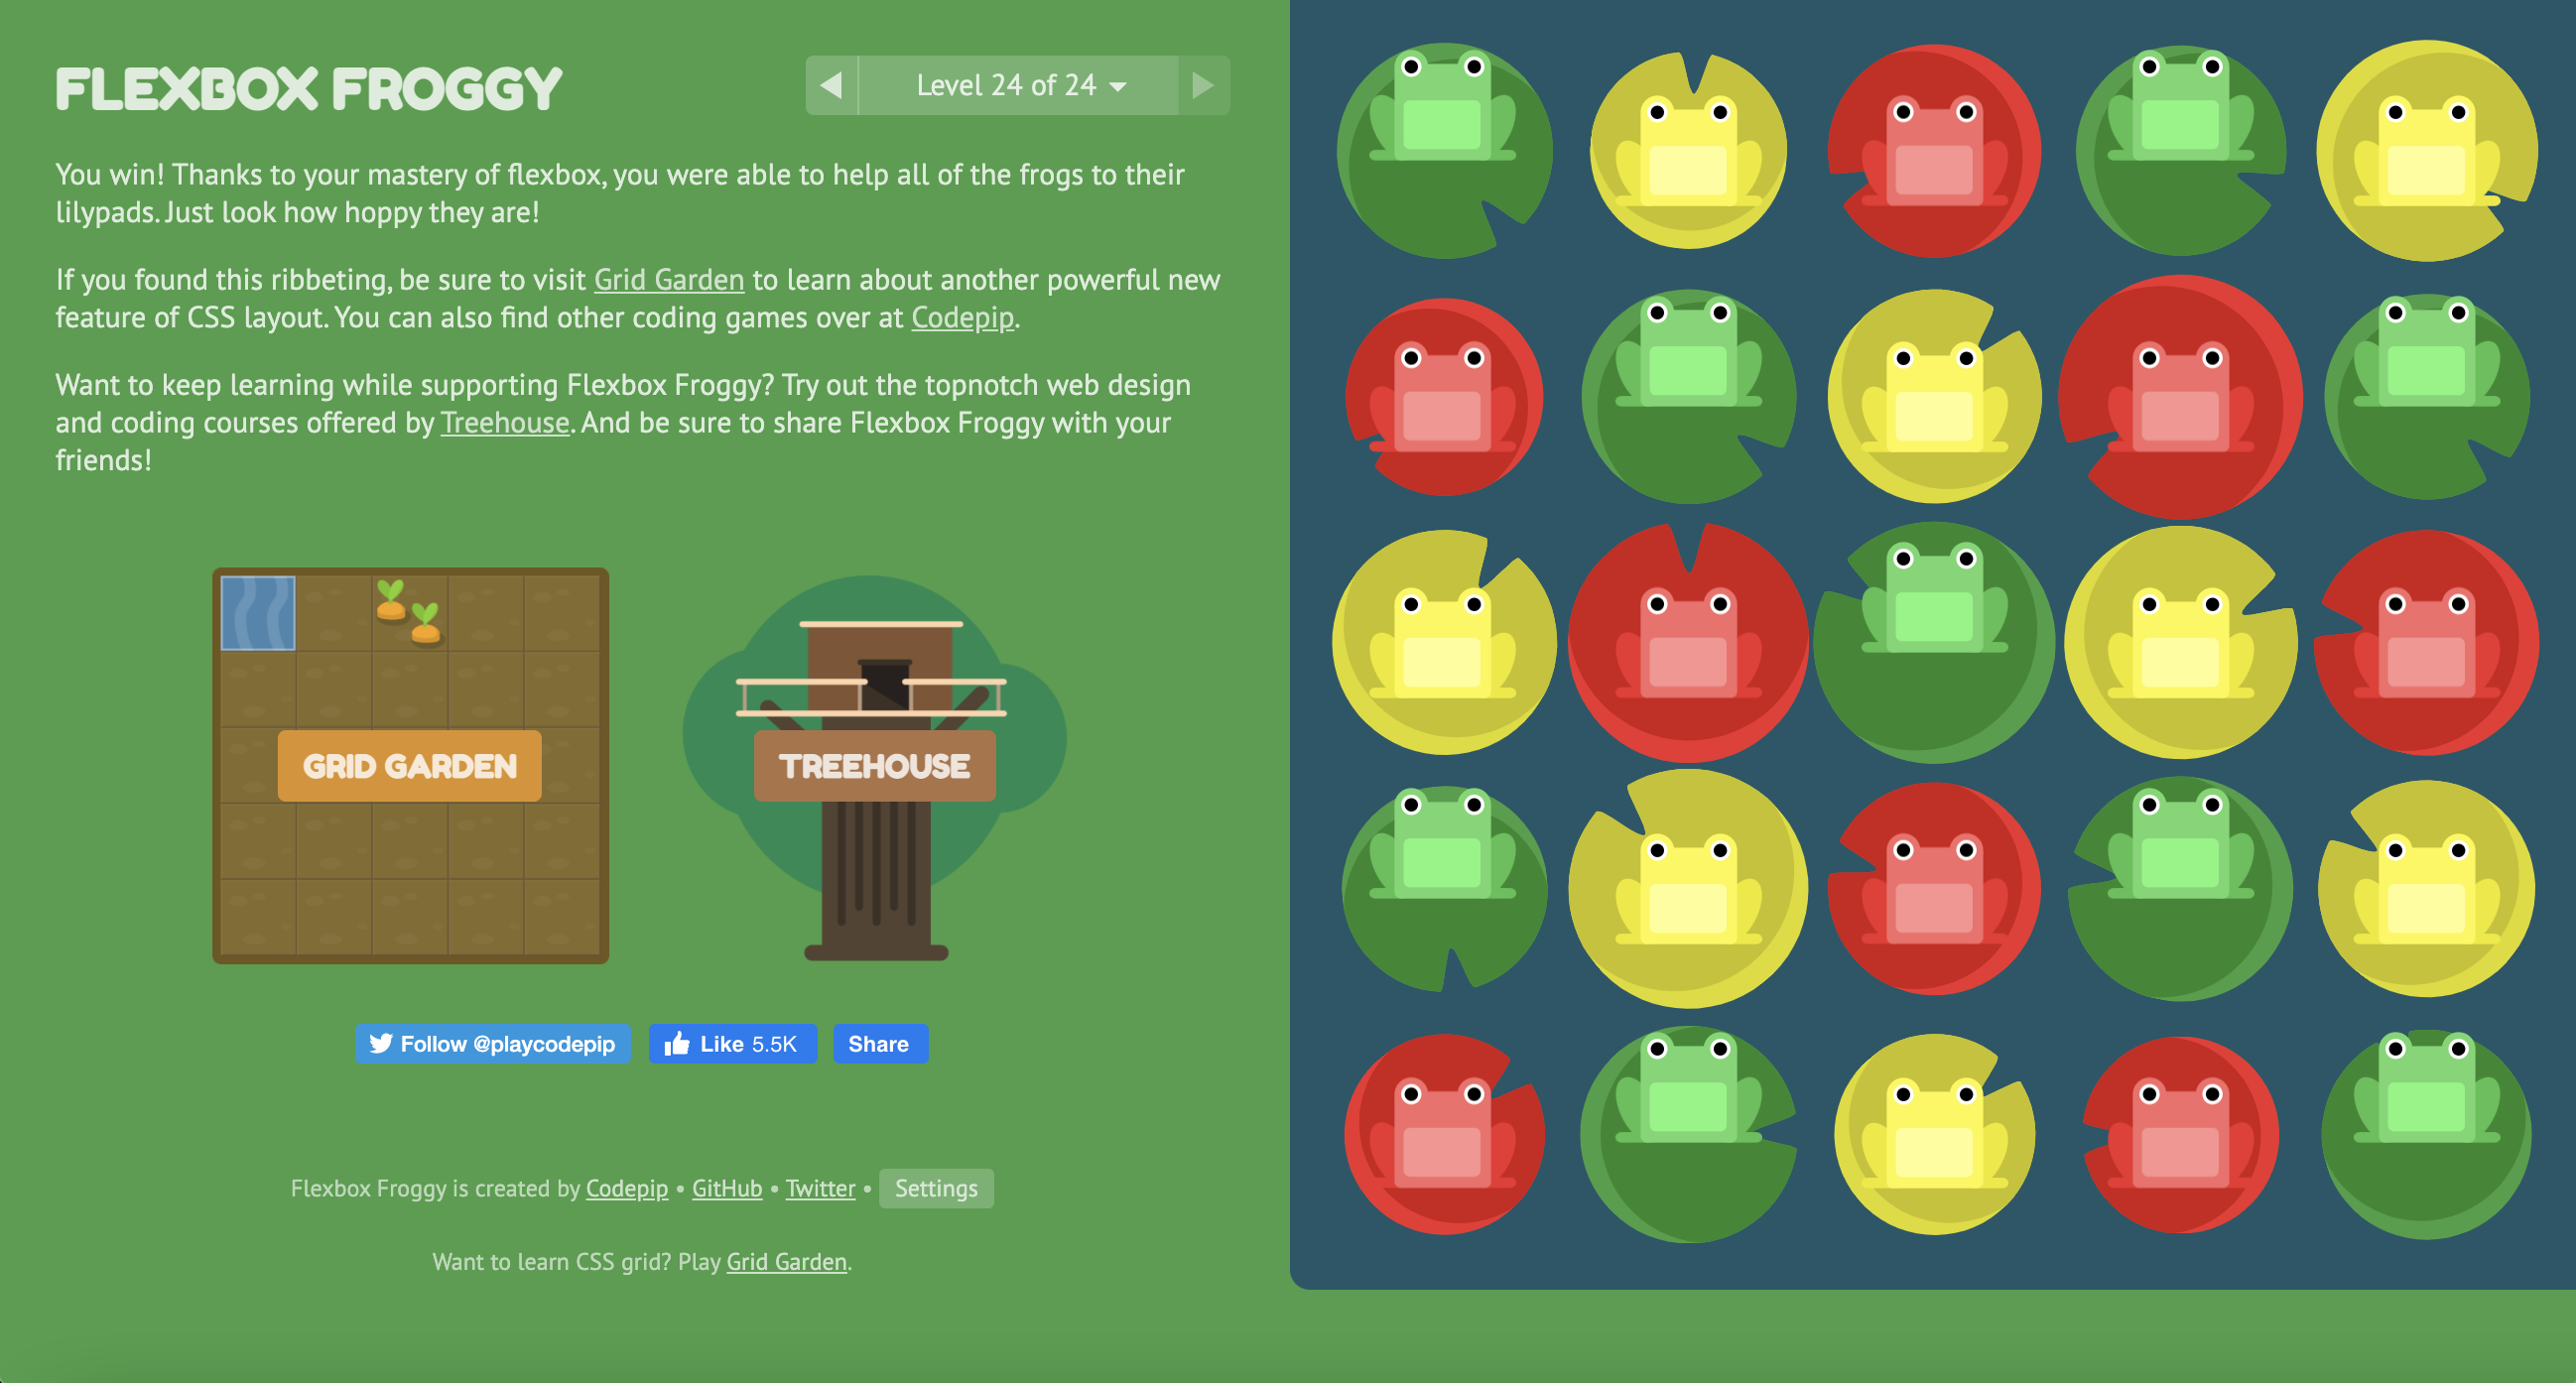 FLEXBOX FROGGY
Level 24 of 24
You win! Thanks to your mastery of flexbox, you were able to help all of the frogs to their
lilypads. Just look how hoppy they are!
If you found this ribbeting, be sure to visit Grid Garden to learn about another powerful new
feature of CSS layout. You can also find other coding games over at Codepip.
Want to keep learning while supporting Flexbox Froggy? Try out the topnotch web design
and coding courses offered by Treehouse. And be sure to share Flexbox Froggy with your
friends!
GRID GARDEN
TREEHOUSE
Follow @playcodepip
Like 5.5K
Share
Flexbox Froggy is created by Codepip • GitHub • Twitter • Settings
Want to learn CSS grid? Play Grid Garden.